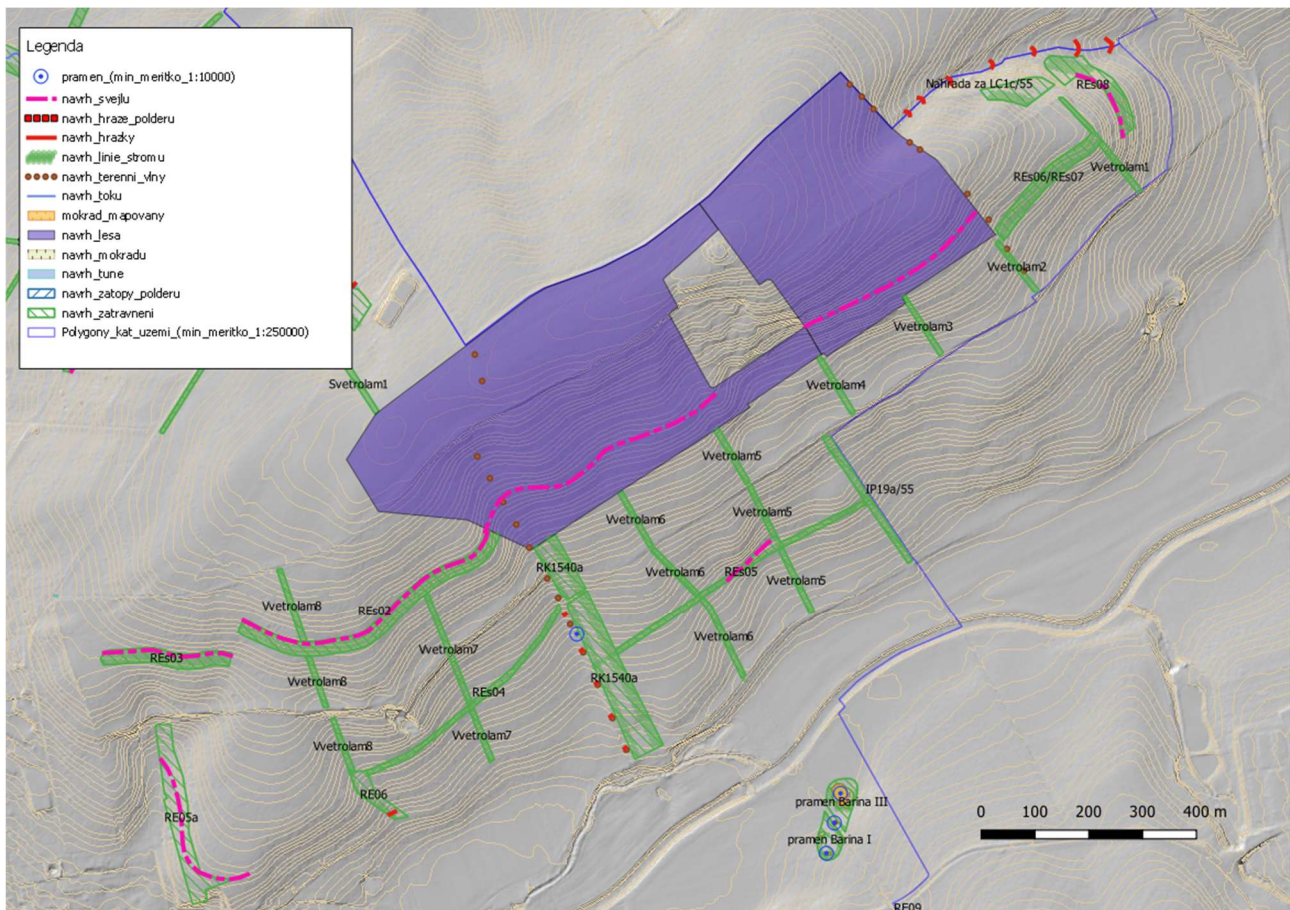 Legenda
pramen_(min_meritko_1:10000)
navrh_svejlu
navrh_hraze_polderu
navrh_hrazky
navrh_linie_stromu
navrh_terenni_vlny
navrh_toku
mokrad_mapovany
navrh_lesa
navrh_mokradu
navrh_tune
navrh_zatopy_polderu
navrh_zatravneni
Polygony_kat_uzemi_(min_meritko_1:250000)
Nahrada za LC1c/55
REs08
Vvetrolam1
REs06/REs07
Vvetrolam2
Vvetrolam3
Vvetrolam4
Svetrolam1
Vvetrolam5
IP19a/55
Vvetrolam5
Vvetrolam6
RK1540a
REs05
Vvetrolam6
Vvetrolam5
Vvetrolam8
REs02
Vvetrolam6
Vvetrolam7
REs03
RK1540a
Vvetrolam8
REs04
Vvetrolam7
Vvetrolam8
RE06
RE05a
pramen Barina III
pramen Barina I
0 100 200 300 400 m
RE09